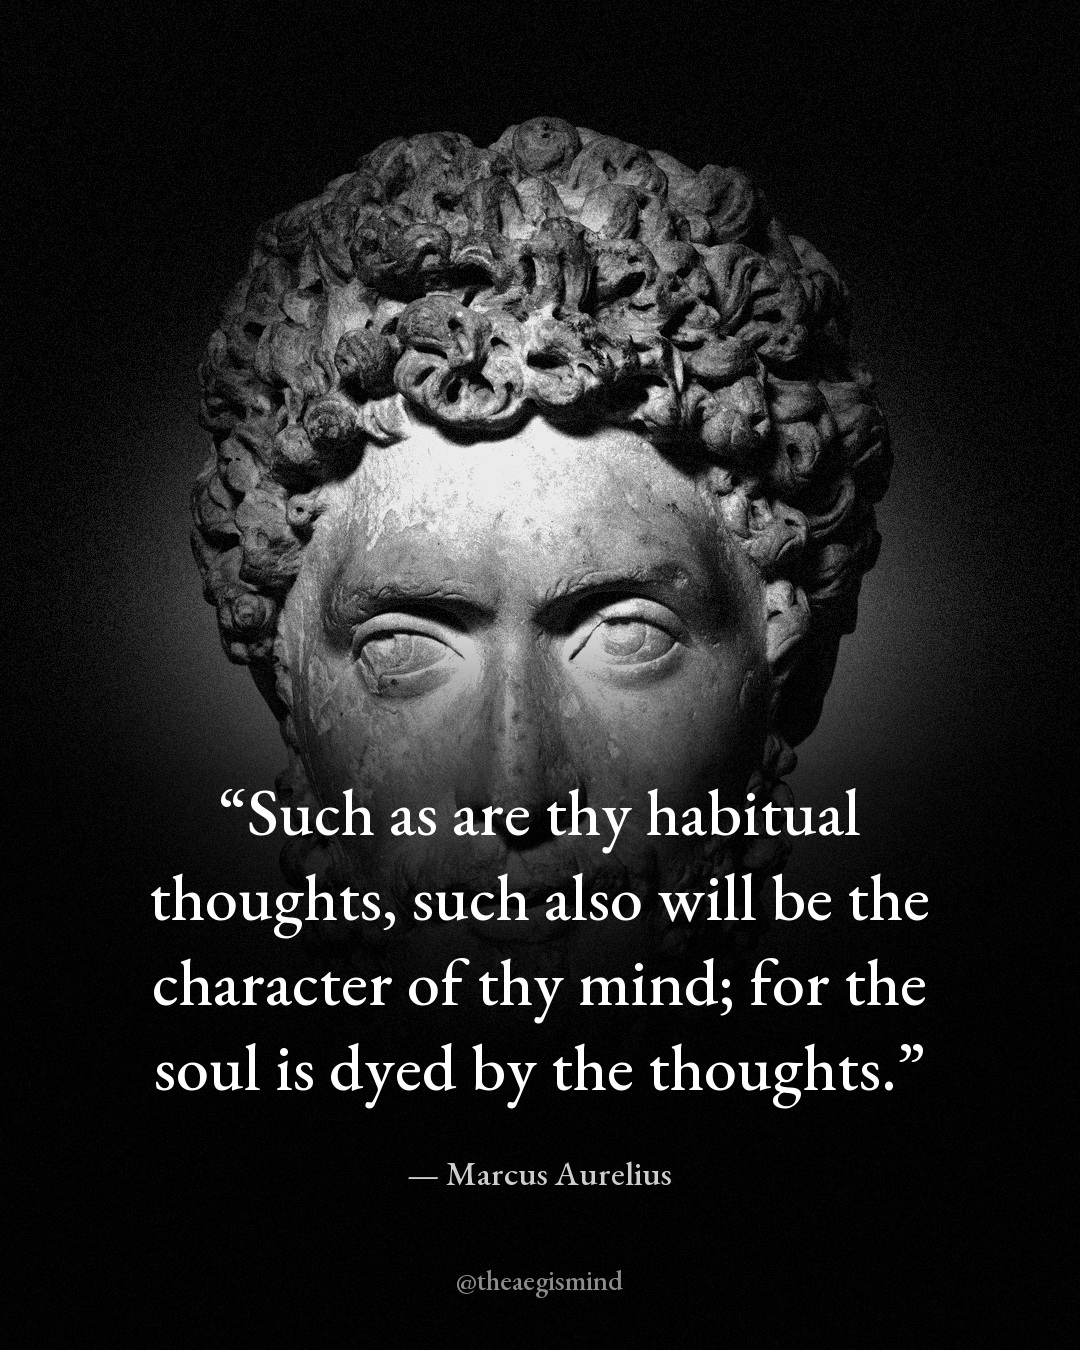 “Such as are thy habitual
thoughts, such also will be the
character of thy mind; for the
soul is dyed by the thoughts.”
— Marcus Aurelius
@theaegismind